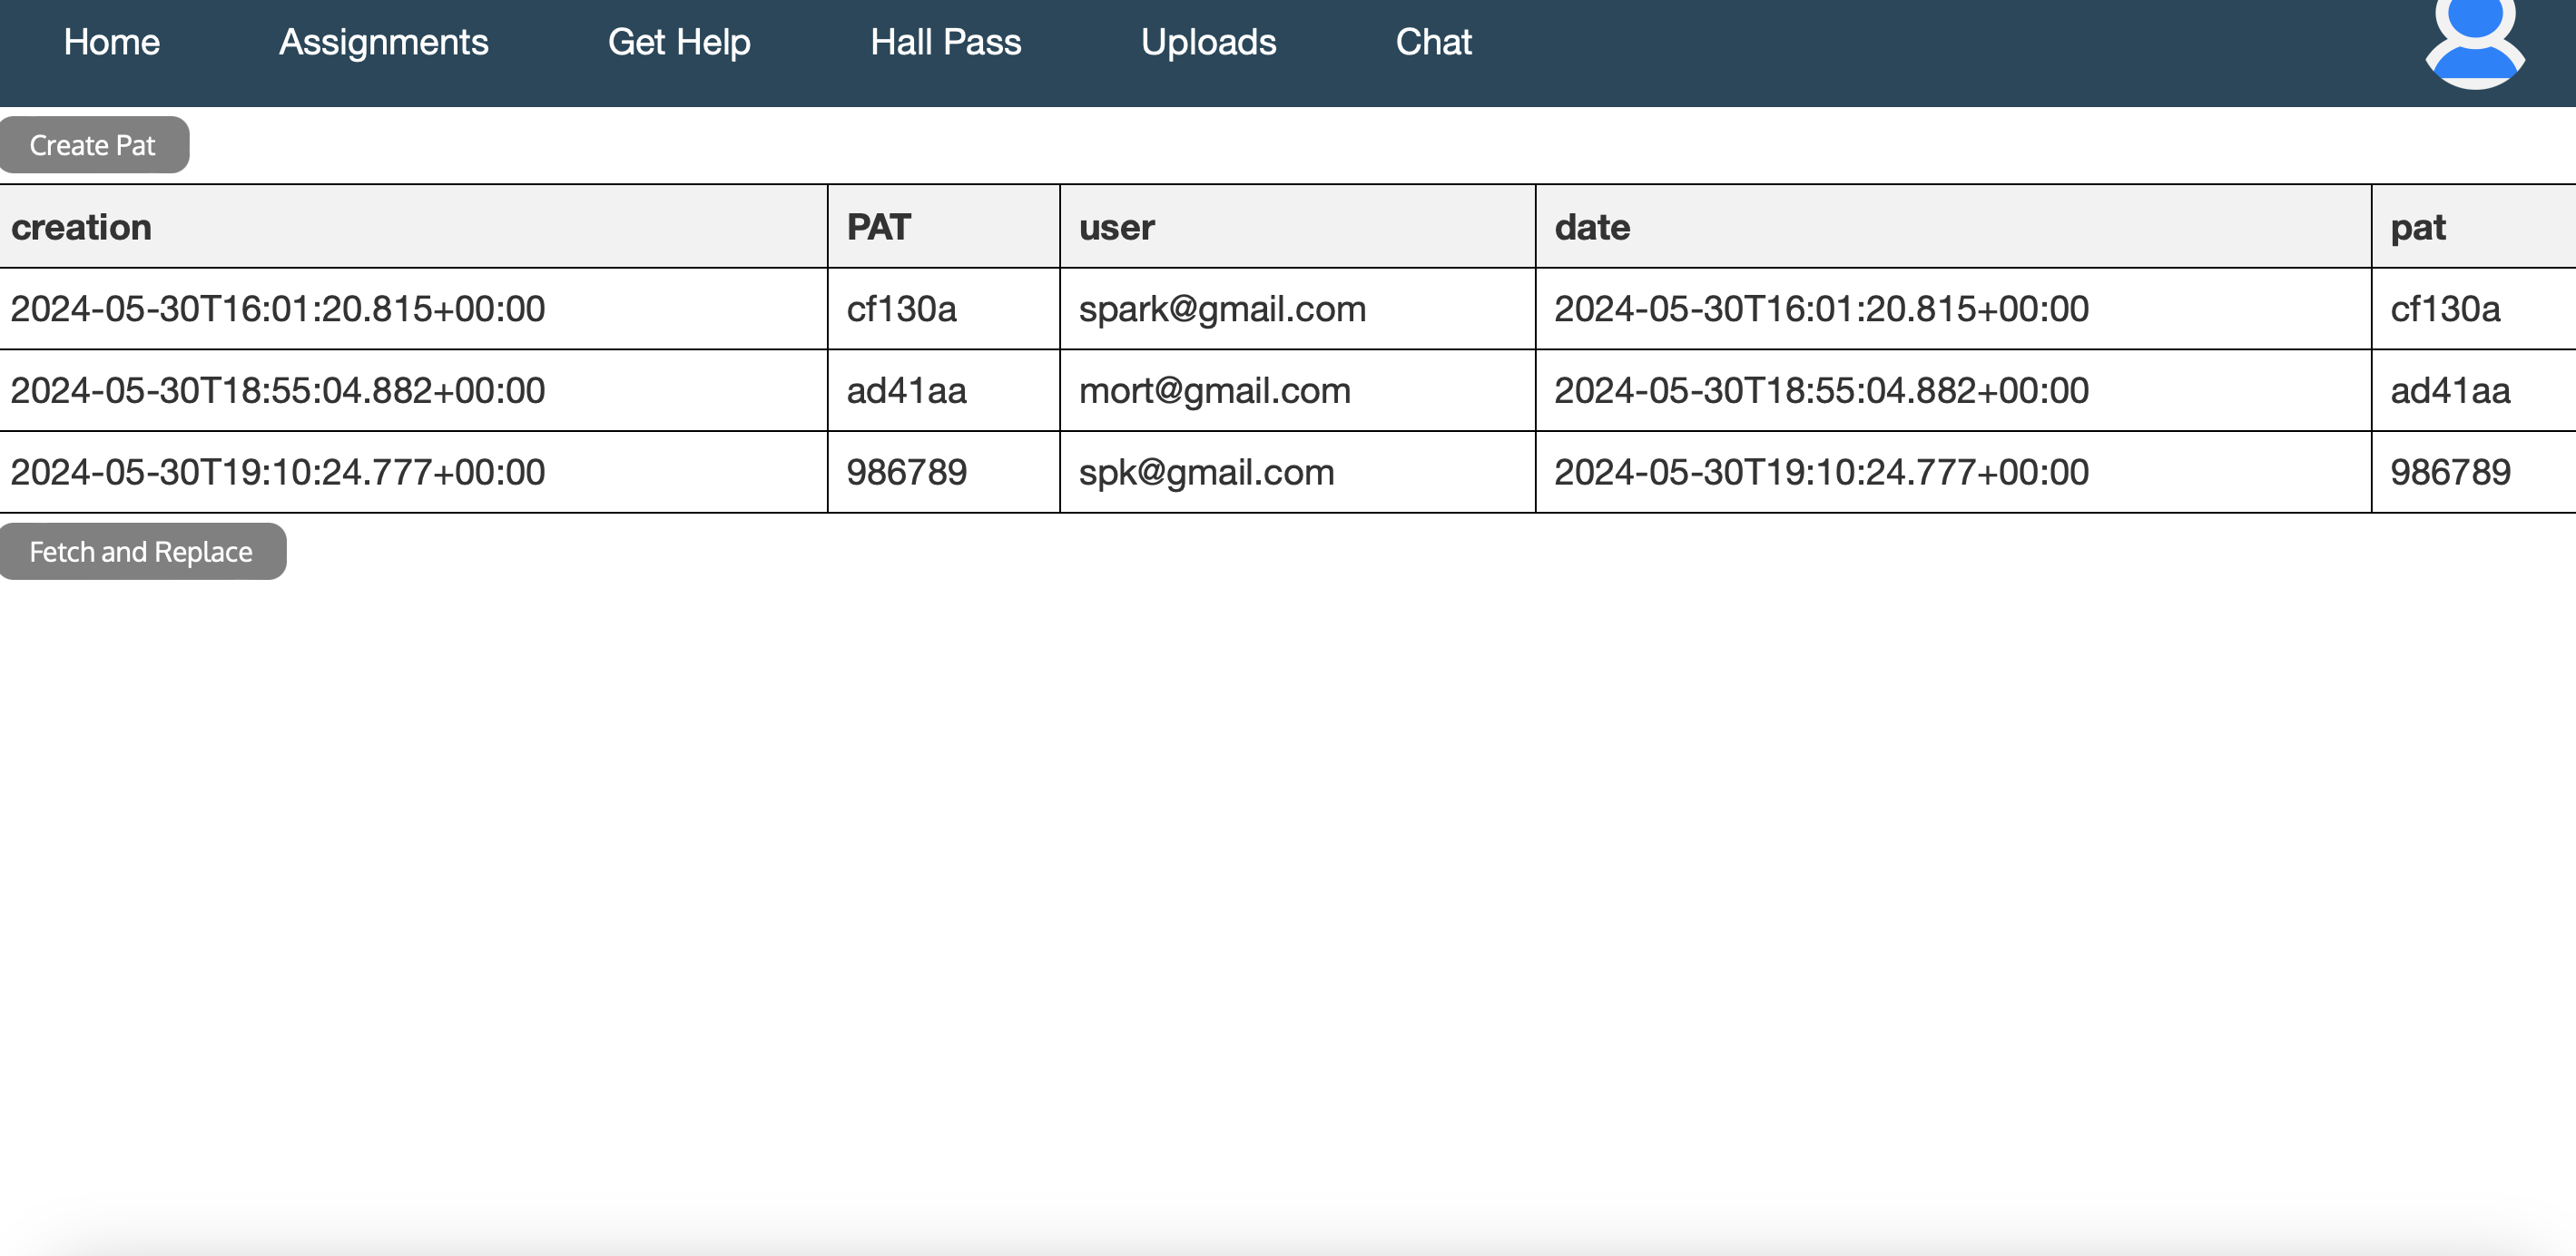 Home Assignments Get Help Hall Pass Uploads Chat
Create Pat
creation PAT user date pat
2024-05-30T16:01:20.815+00:00 cf130a spark@gmail.com 2024-05-30T16:01:20.815+00:00 cf130a
2024-05-30T18:55:04.882+00:00 ad41aa mort@gmail.com 2024-05-30T18:55:04.882+00:00 ad41aa
2024-05-30T19:10:24.777+00:00 986789 spk@gmail.com 2024-05-30T19:10:24.777+00:00 986789
Fetch and Replace